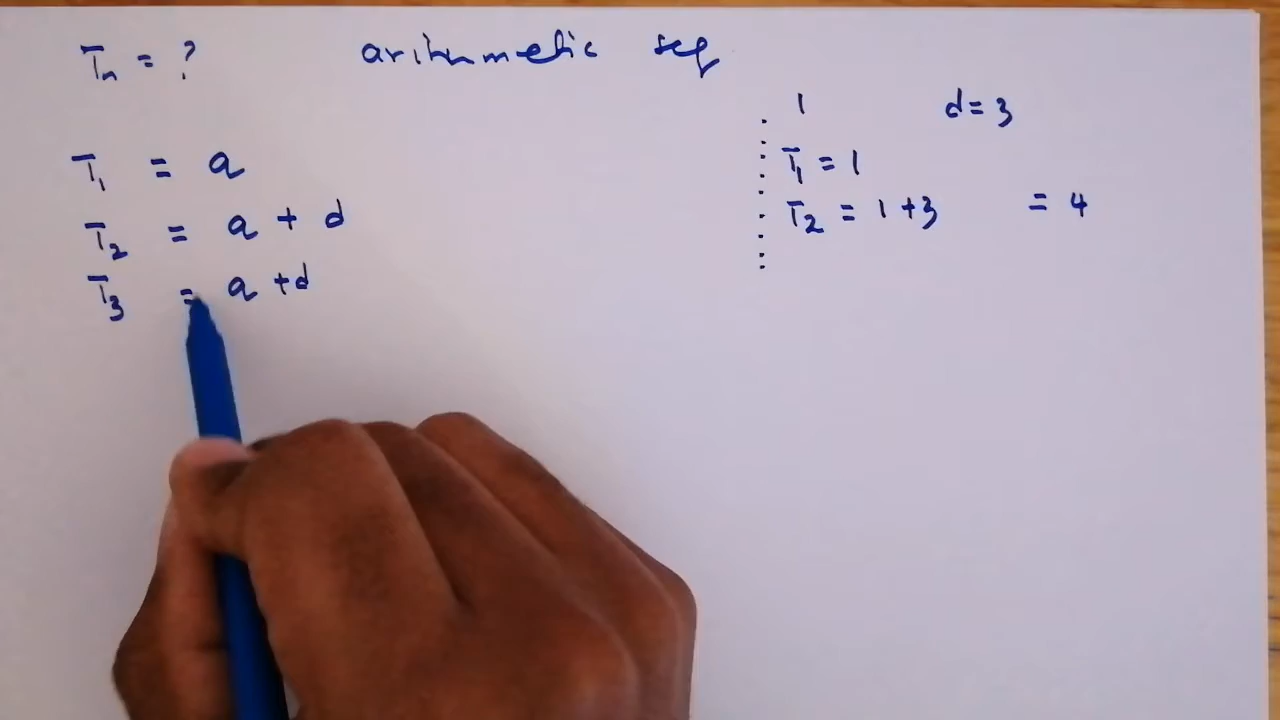 Tn = ? arithmetic seq
T1 = a
T2 = a + d
T3 = a + d
1 d = 3
T1 = 1
T2 = 1 + 3 = 4